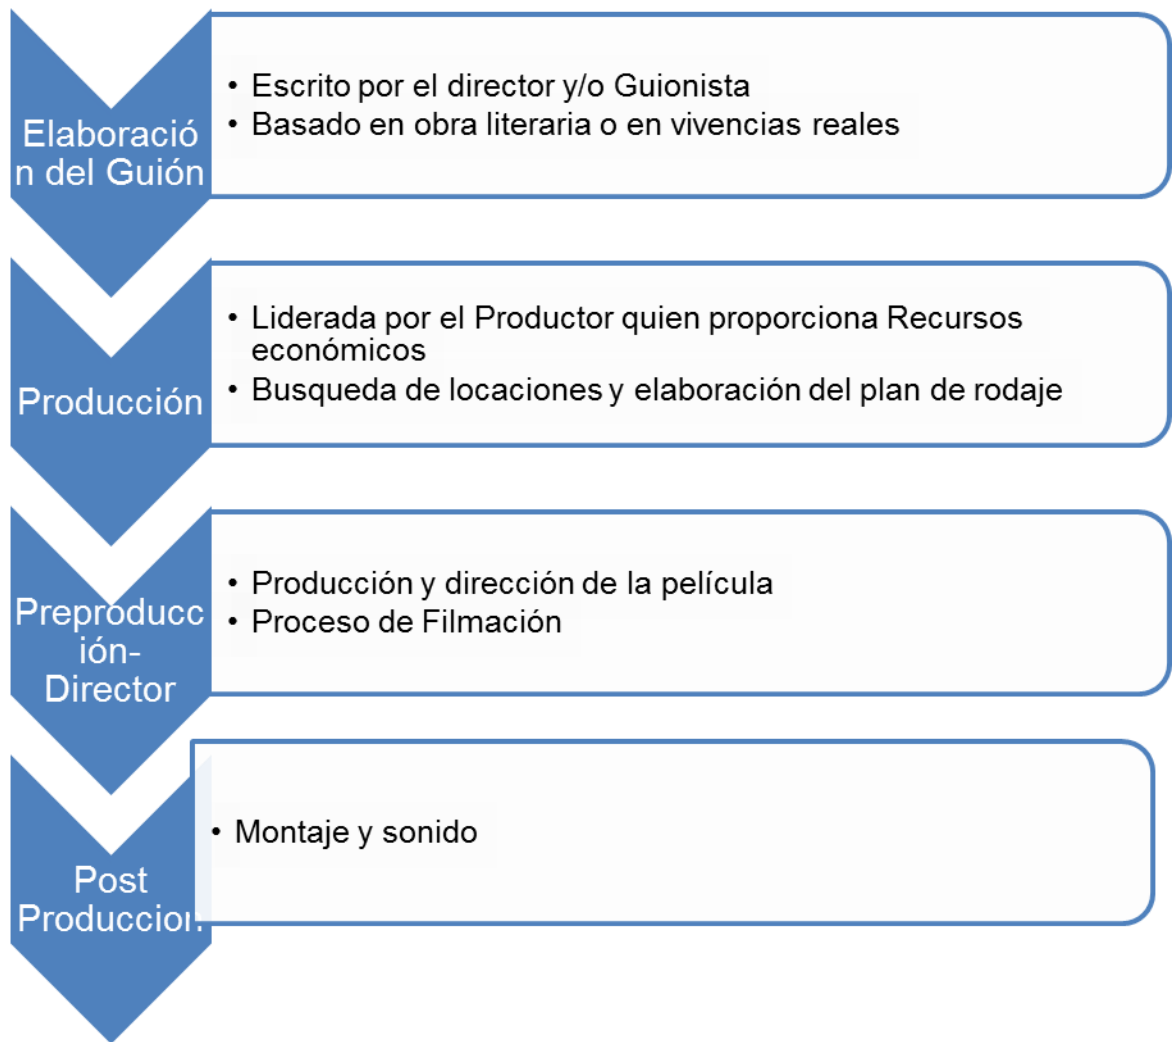 Elaboració
n del Guión
• Escrito por el director y/o Guionista
• Basado en obra literaria o en vivencias reales
Producción
• Liderada por el Productor quien proporciona Recursos
económicos
• Busqueda de locaciones y elaboración del plan de rodaje
Preproducc
ión-
Director
• Producción y dirección de la película
• Proceso de Filmación
Post
Produccion
• Montaje y sonido